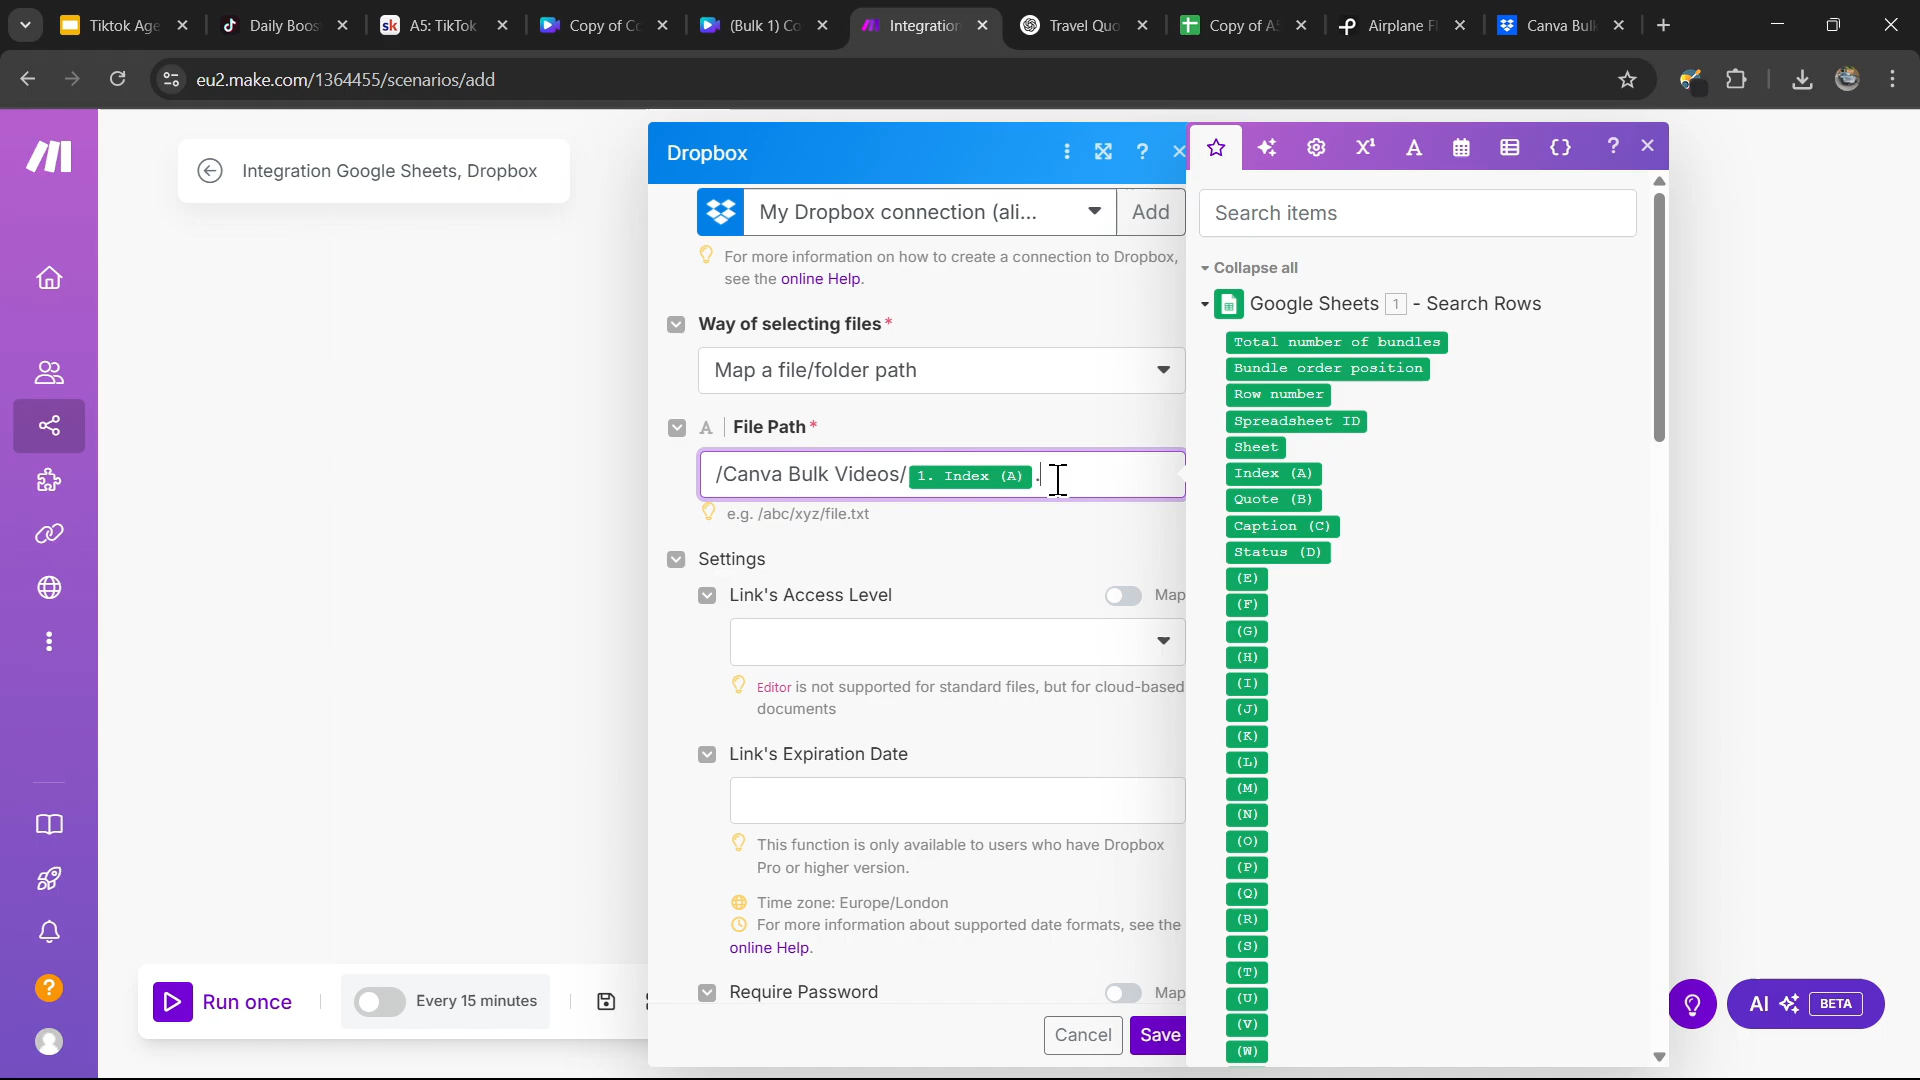 Tiktok Age
Daily Boos
A5: TikTok
Copy of Co
(Bulk 1) Co
Integration
Travel Quo
Copy of A5
Airplane Fl
Canva Bulk
eu2.make.com/1364455/scenarios/add
Integration Google Sheets, Dropbox
Dropbox
My Dropbox connection (ali...
Add
For more information on how to create a connection to Dropbox,
see the online Help.
Way of selecting files*
Map a file/folder path
A File Path*
/Canva Bulk Videos/ 1. Index (A) .
e.g. /abc/xyz/file.txt
Settings
Link's Access Level
Map
Editor is not supported for standard files, but for cloud-based
documents
Link's Expiration Date
This function is only available to users who have Dropbox
Pro or higher version.
Time zone: Europe/London
For more information about supported date formats, see the
online Help.
Require Password
Map
Cancel
Save
Search items
Collapse all
Google Sheets 1 - Search Rows
Total number of bundles
Bundle order position
Row number
Spreadsheet ID
Sheet
Index (A)
Quote (B)
Caption (C)
Status (D)
(E)
(F)
(G)
(H)
(I)
(J)
(K)
(L)
(M)
(N)
(O)
(P)
(Q)
(R)
(S)
(T)
(U)
(V)
(W)
Run once
Every 15 minutes
AI BETA